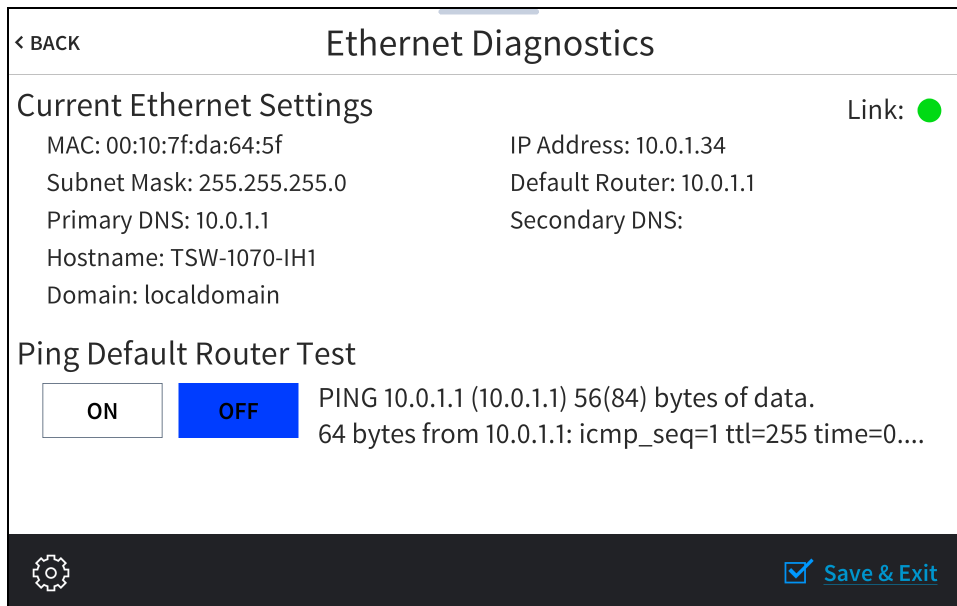 < BACK
Ethernet Diagnostics
Current Ethernet Settings
Link:
MAC: 00:10:7f:da:64:5f
IP Address: 10.0.1.34
Subnet Mask: 255.255.255.0
Default Router: 10.0.1.1
Primary DNS: 10.0.1.1
Secondary DNS:
Hostname: TSW-1070-IH1
Domain: localdomain
Ping Default Router Test
ON
OFF
PING 10.0.1.1 (10.0.1.1) 56(84) bytes of data.
64 bytes from 10.0.1.1: icmp_seq=1 ttl=255 time=0....
Save & Exit